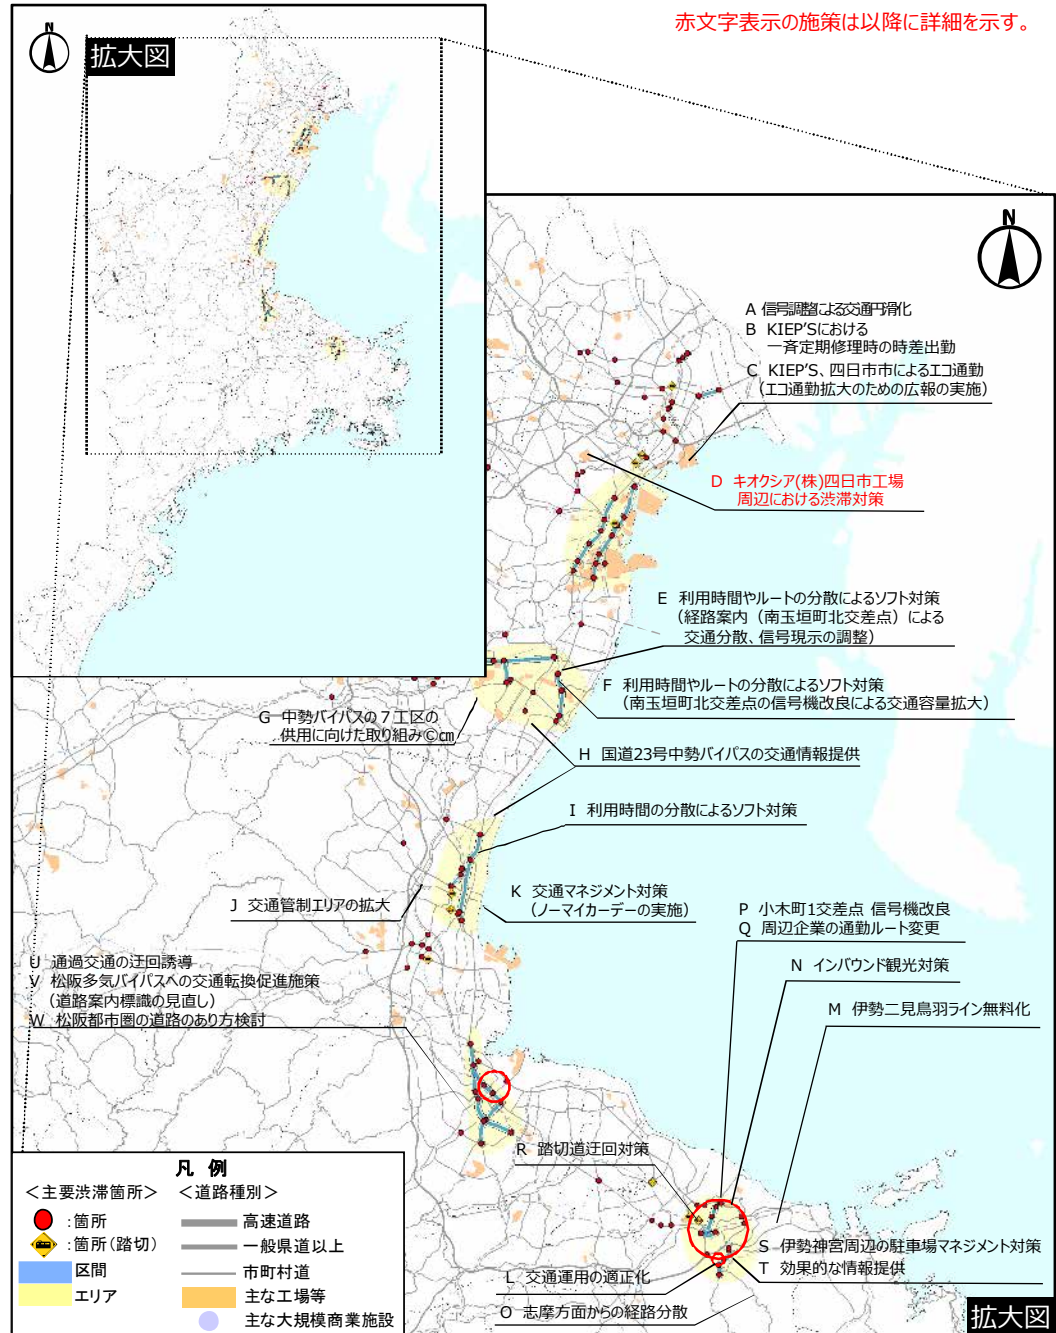 赤文字表示の施策は以降に詳細を示す。
N
拡大図
N
A 信号調整による交通円滑化
B KIEP'Sにおける
一斉定期修理時の時差出勤
C KIEP'S、四日市市によるエコ通勤
（エコ通勤拡大のための広報の実施）
D キオクシア(株)四日市工場
周辺における渋滞対策
E 利用時間やルートの分散によるソフト対策
（経路案内（南玉垣町北交差点）による
交通分散、信号現示の調整）
F 利用時間やルートの分散によるソフト対策
（南玉垣町北交差点の信号機改良による交通容量拡大）
G 中勢バイパスの７工区の
供用に向けた取り組み©㎝
H 国道23号中勢バイパスの交通情報提供
I 利用時間の分散によるソフト対策
J 交通管制エリアの拡大
K 交通マネジメント対策
（ノーマイカーデーの実施）
P 小木町1交差点 信号機改良
Q 周辺企業の通勤ルート変更
N インバウンド観光対策
M 伊勢二見鳥羽ライン無料化
U 通過交通の迂回誘導
V 松阪多気バイパスへの交通転換促進施策
（道路案内標識の見直し）
W 松阪都市圏の道路のあり方検討
R 踏切道迂回対策
S 伊勢神宮周辺の駐車場マネジメント対策
T 効果的な情報提供
L 交通運用の適正化
O 志摩方面からの経路分散
凡 例
＜主要渋滞箇所＞ ＜道路種別＞
:箇所 高速道路
:箇所(踏切) 一般県道以上
区間 市町村道
エリア 主な工場等
主な大規模商業施設
拡大図